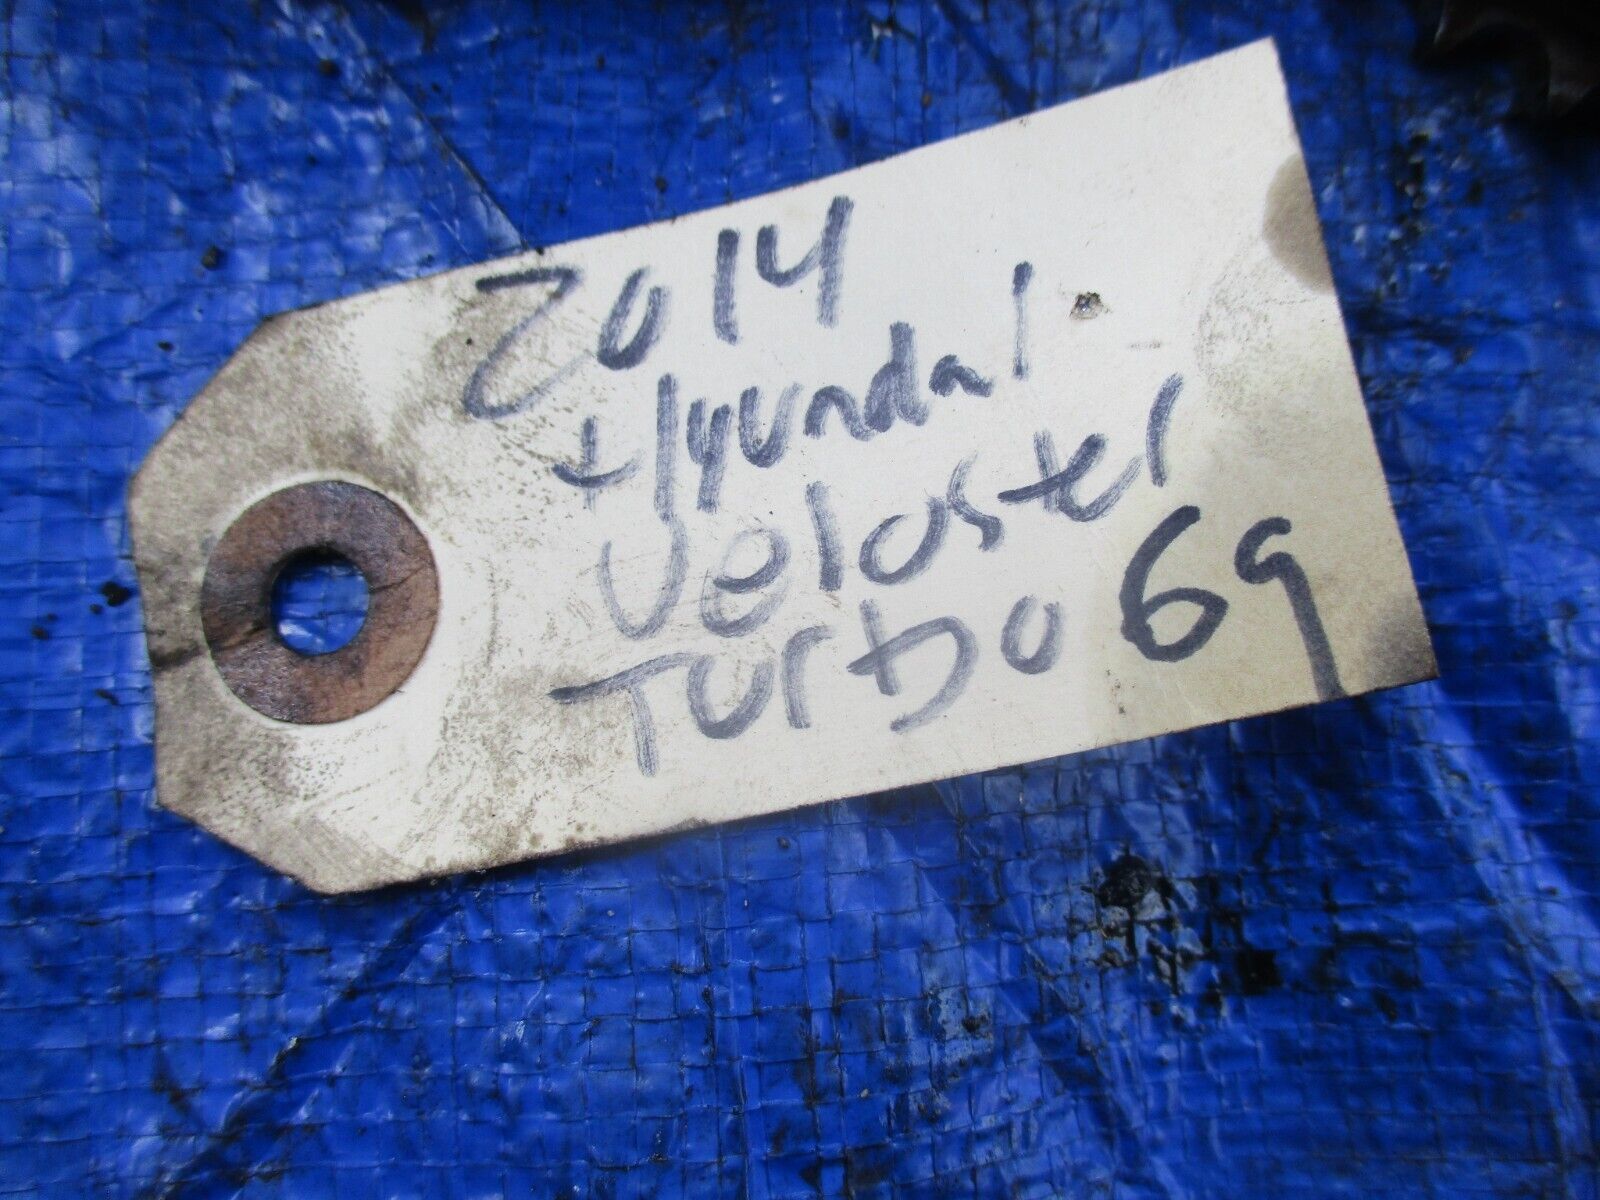 2014
Hyundai
Veloster
Turbo 69